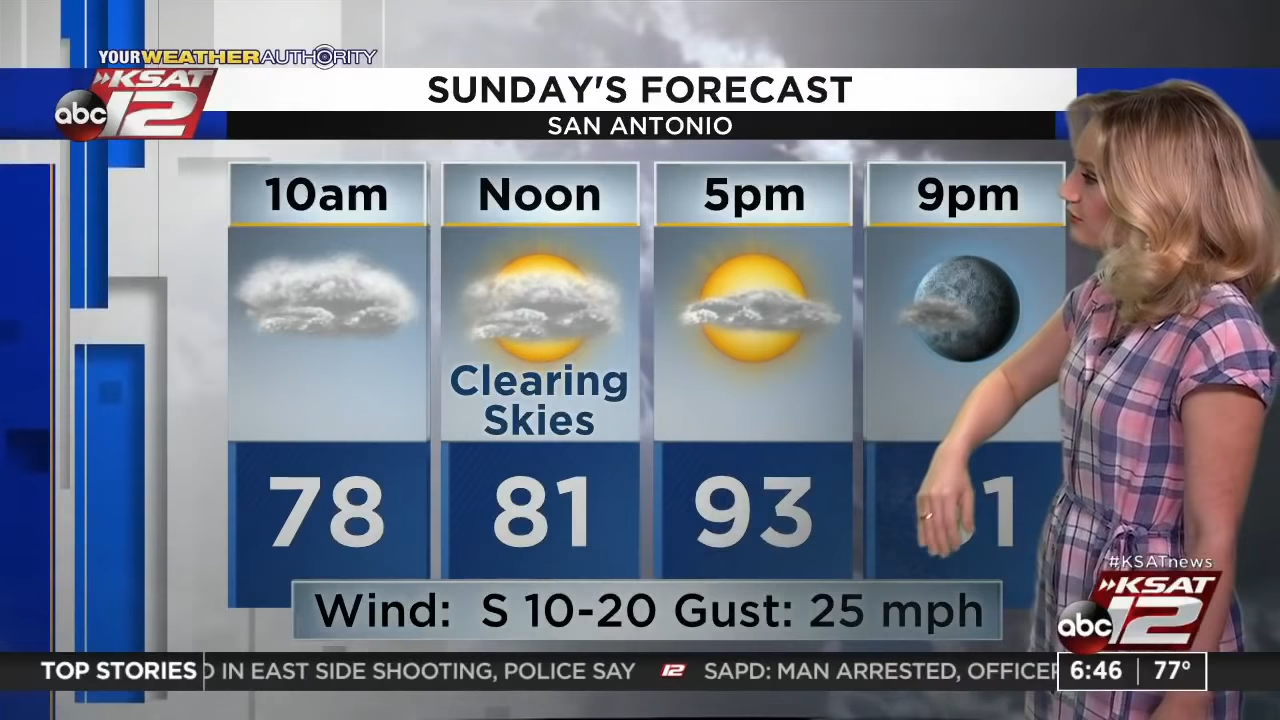 YOURWEATHERAUTHORITY
»KSAT
abc 12
SUNDAY'S FORECAST
SAN ANTONIO
10am Noon 5pm 9pm
Clearing
Skies
78 81 93 1
Wind: S 10-20 Gust: 25 mph
#KSATnews
»KSAT
abc 12
TOP STORIES IN EAST SIDE SHOOTING, POLICE SAY 12 SAPD: MAN ARRESTED, OFFICER 6:46 77°